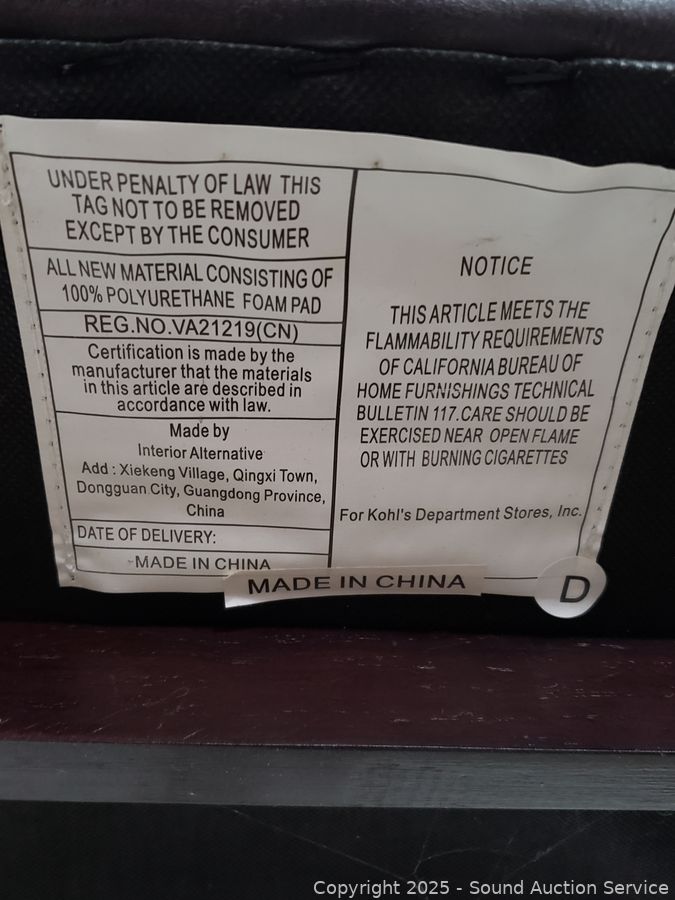 UNDER PENALTY OF LAW THIS
TAG NOT TO BE REMOVED
EXCEPT BY THE CONSUMER
ALL NEW MATERIAL CONSISTING OF
100% POLYURETHANE FOAM PAD
REG.NO.VA21219(CN)
Certification is made by the
manufacturer that the materials
in this article are described in
accordance with law.
Made by
Interior Alternative
Add : Xiekeng Village, Qingxi Town,
Dongguan City, Guangdong Province,
China
DATE OF DELIVERY:
MADE IN CHINA
NOTICE
THIS ARTICLE MEETS THE
FLAMMABILITY REQUIREMENTS
OF CALIFORNIA BUREAU OF
HOME FURNISHINGS TECHNICAL
BULLETIN 117.CARE SHOULD BE
EXERCISED NEAR OPEN FLAME
OR WITH BURNING CIGARETTES
For Kohl's Department Stores, Inc.
MADE IN CHINA
D
Copyright 2025 - Sound Auction Service